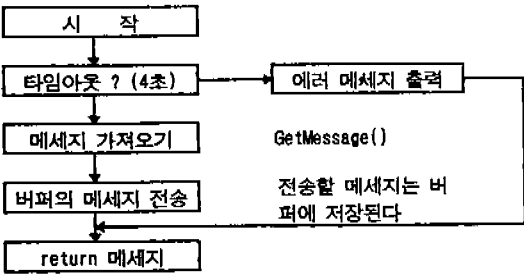 시 작
타임아웃 ? (4초)
에러 메세지 출력
메세지 가져오기
GetMessage()
버퍼의 메세지 전송
전송할 메세지는 버
퍼에 저장된다
return 메세지